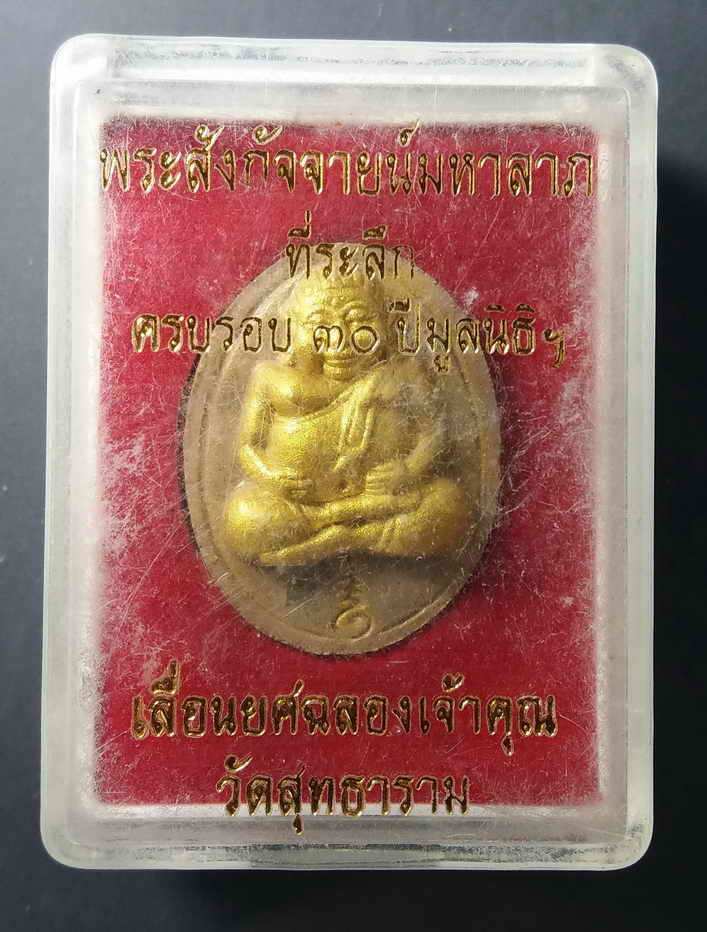 พระสังกัจจายน์มหาลาภ
ที่ระลึก
ครบรอบ ๓๐ ปีมูลนิธิฯ
เลื่อนยศฉลองเจ้าคุณ
วัดสุทธาราม